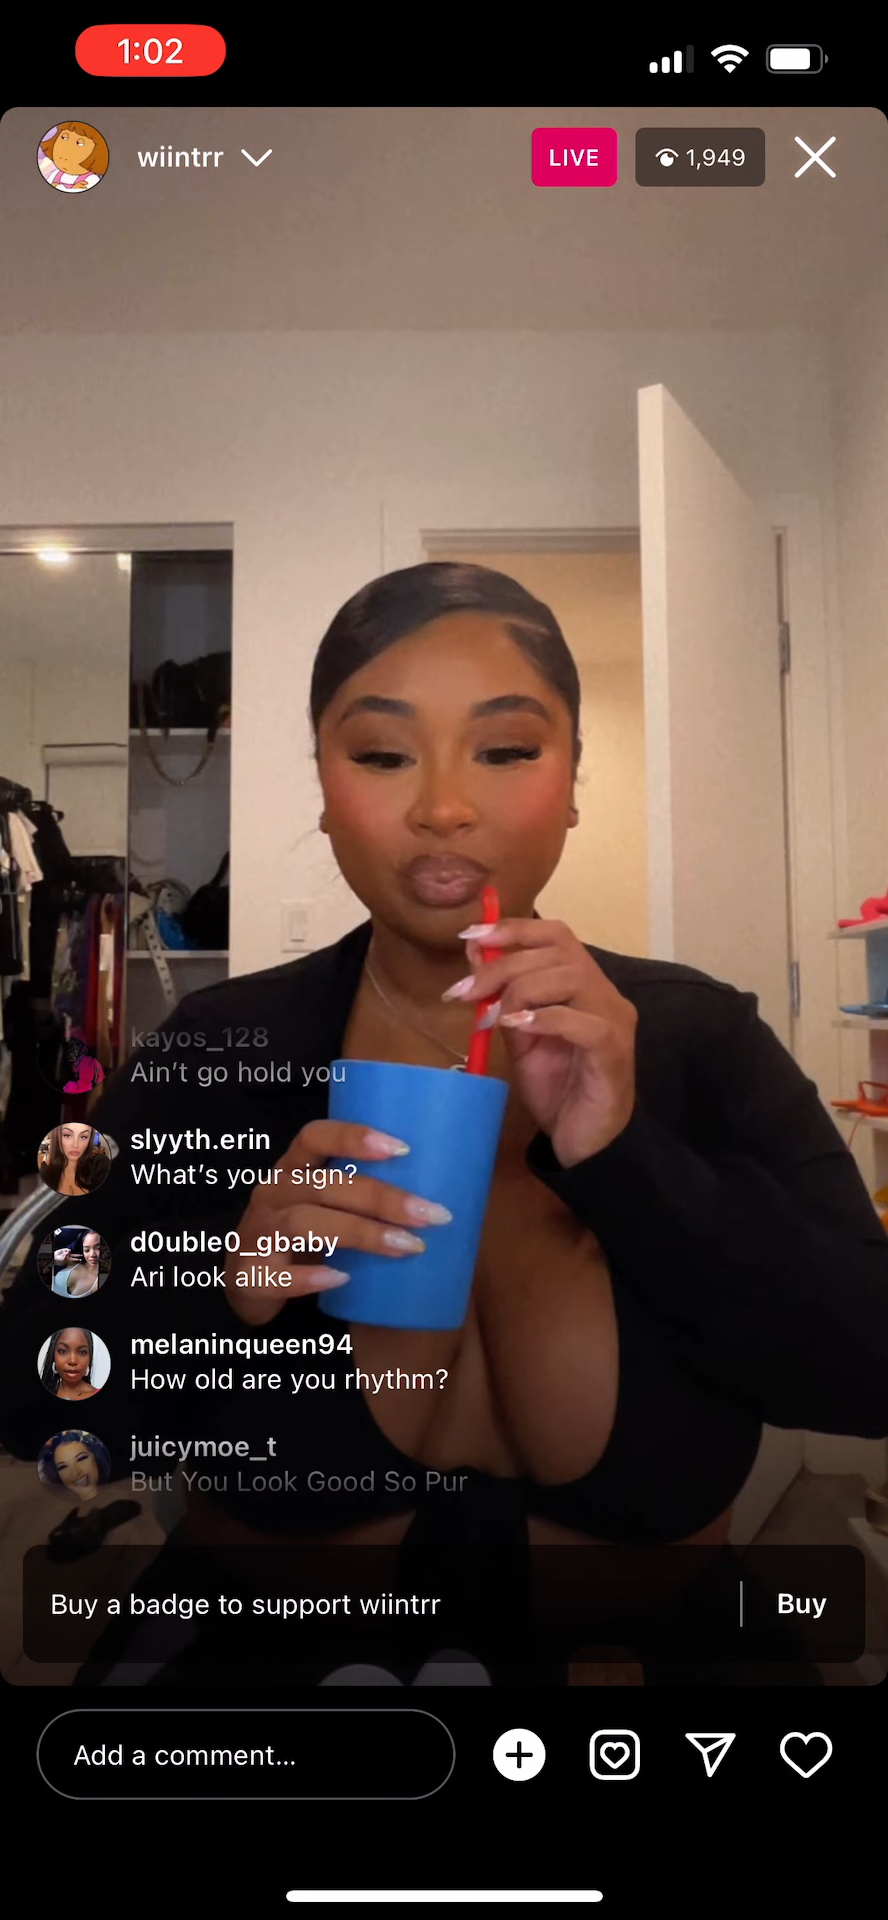 1:02
wiintrr
LIVE
1,949
kayos_128
Ain’t go hold you
slyyth.erin
What’s your sign?
d0uble0_gbaby
Ari look alike
melaninqueen94
How old are you rhythm?
juicymoe_t
But You Look Good So Pur
Buy a badge to support wiintrr
Buy
Add a comment...